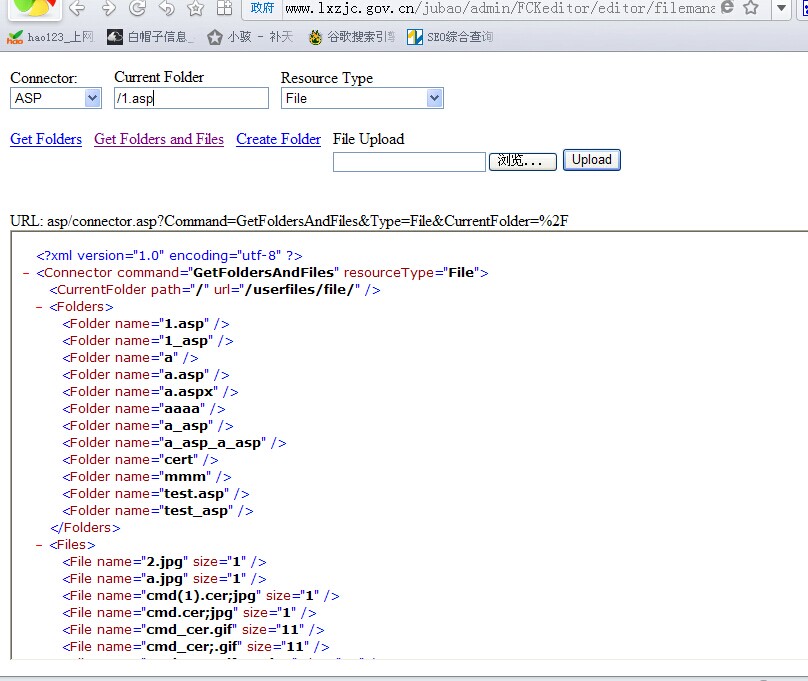 政府 www.lxzjc.gov.cn/jubao/admin/FCKeditor/editor/filemana
hao123_上网 白帽子信息_ 小骇 - 补天 谷歌搜索引 SEO综合查询
Connector: Current Folder Resource Type
ASP /1.asp File
Get Folders Get Folders and Files Create Folder File Upload
浏览... Upload
URL: asp/connector.asp?Command=GetFoldersAndFiles&Type=File&CurrentFolder=%2F
<?xml version="1.0" encoding="utf-8" ?>
- <Connector command="GetFoldersAndFiles" resourceType="File">
<CurrentFolder path="/" url="/userfiles/file/" />
- <Folders>
<Folder name="1.asp" />
<Folder name="1_asp" />
<Folder name="a" />
<Folder name="a.asp" />
<Folder name="a.aspx" />
<Folder name="aaaa" />
<Folder name="a_asp" />
<Folder name="a_asp_a_asp" />
<Folder name="cert" />
<Folder name="mmm" />
<Folder name="test.asp" />
<Folder name="test_asp" />
</Folders>
- <Files>
<File name="2.jpg" size="1" />
<File name="a.jpg" size="1" />
<File name="cmd(1).cer;jpg" size="1" />
<File name="cmd.cer;jpg" size="1" />
<File name="cmd_cer.gif" size="11" />
<File name="cmd_cer;.gif" size="11" />